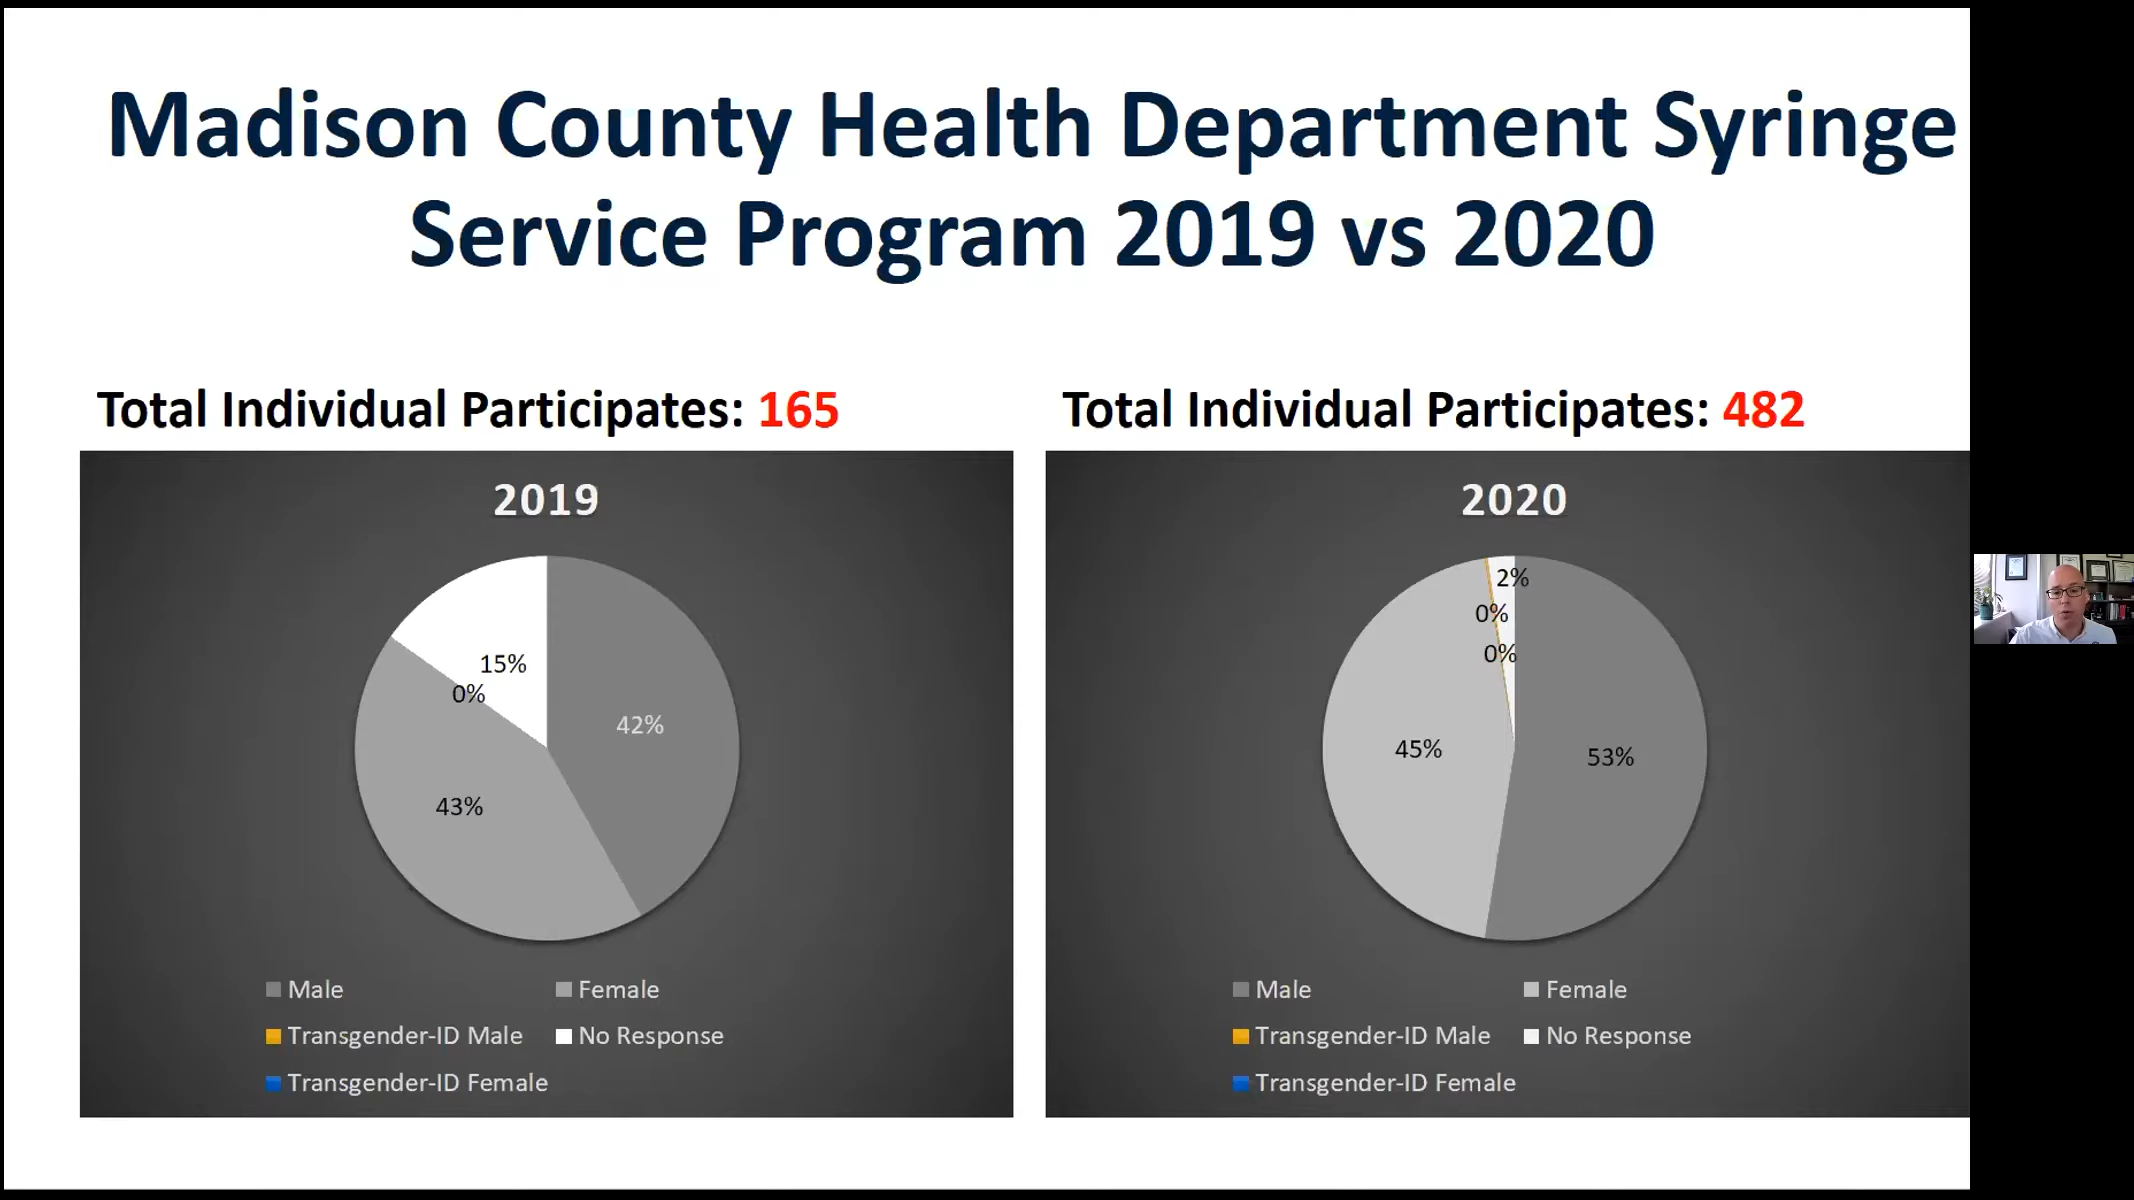 Madison County Health Department Syringe
Service Program 2019 vs 2020
Total Individual Participates: 165
2019
15%
0%
42%
43%
Male
Female
Transgender-ID Male
No Response
Transgender-ID Female
Total Individual Participates: 482
2020
2%
0%
0%
45%
53%
Male
Female
Transgender-ID Male
No Response
Transgender-ID Female